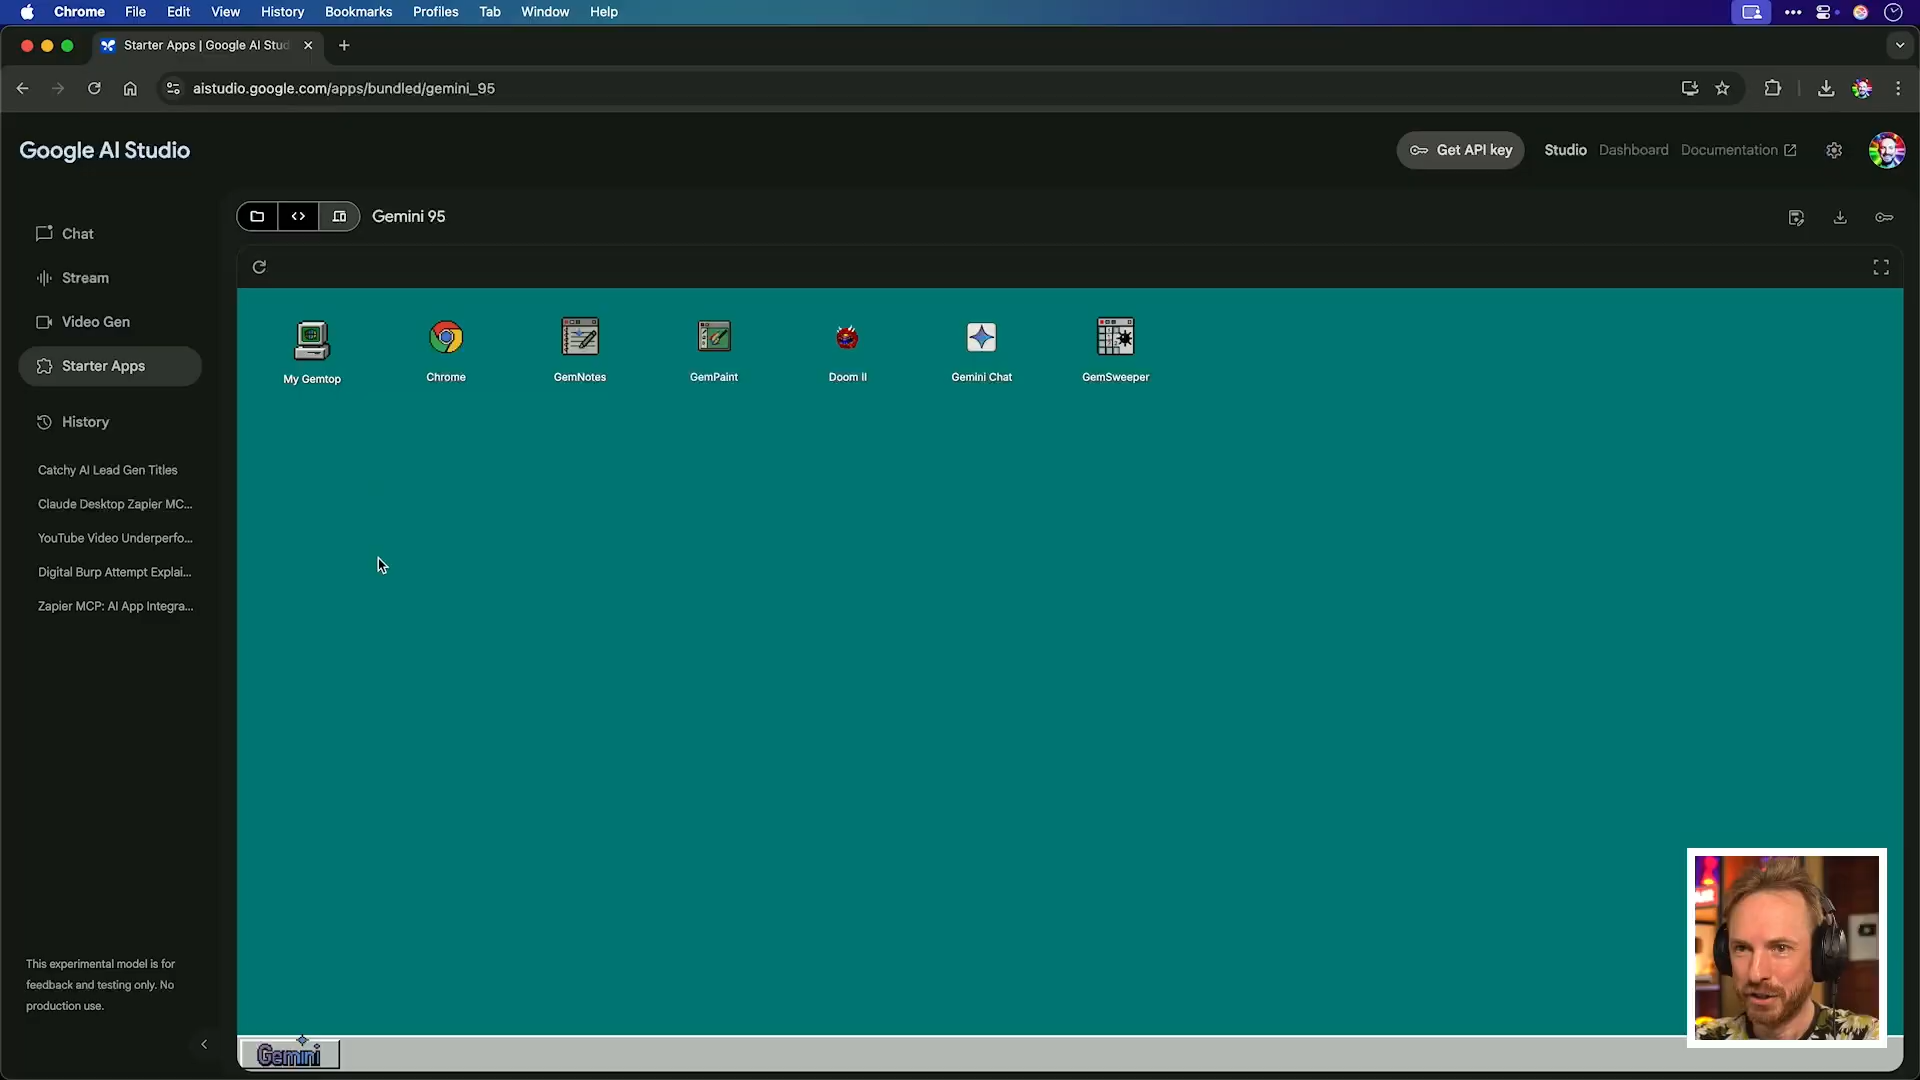 Chrome File Edit View History Bookmarks Profiles Tab Window Help
Starter Apps | Google AI Stud
aistudio.google.com/apps/bundled/gemini_95
Google AI Studio
Get API key Studio Dashboard Documentation
Gemini 95
Chat
Stream
Video Gen
Starter Apps
History
Catchy AI Lead Gen Titles
Claude Desktop Zapier MC...
YouTube Video Underperfo...
Digital Burp Attempt Explai...
Zapier MCP: AI App Integra...
This experimental model is for
feedback and testing only. No
production use.
My Gemtop Chrome GemNotes GemPaint Doom II Gemini Chat GemSweeper
Gemini